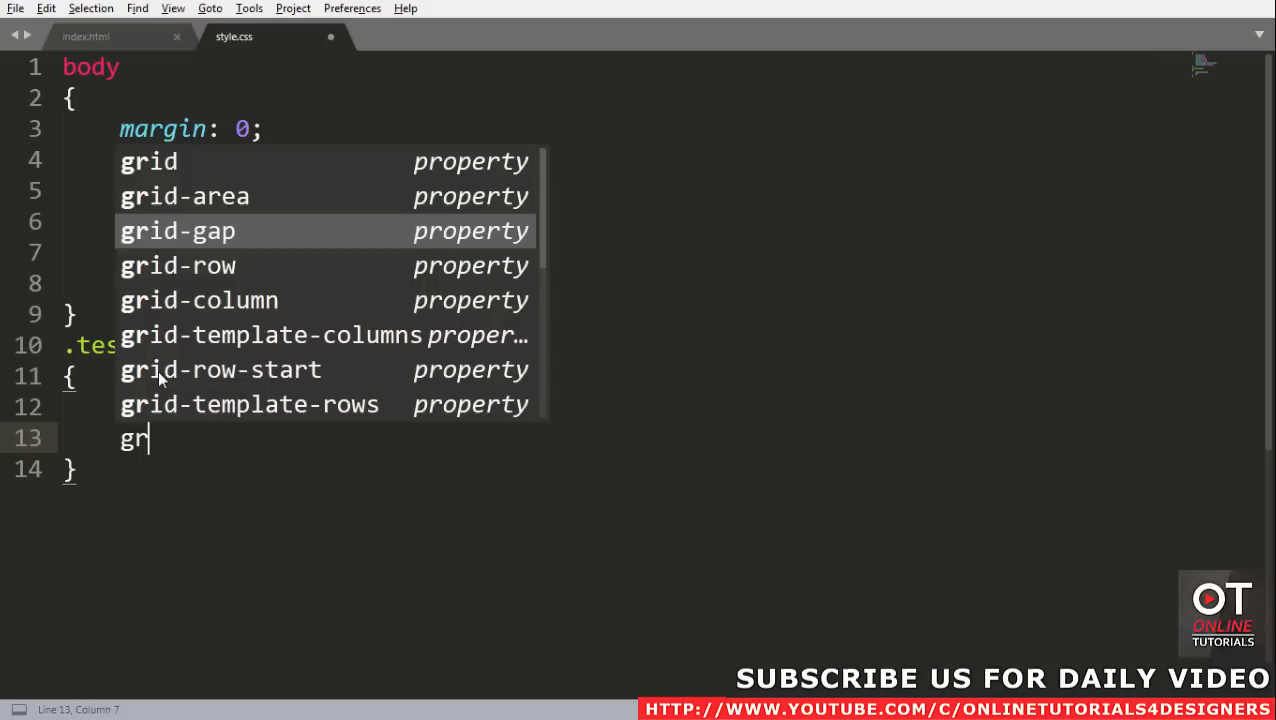 File Edit Selection Find View Goto Tools Project Preferences Help
index.html × style.css
1 body
2 {
3 margin: 0;
4 grid property
5 grid-area property
6 grid-gap property
7 grid-row property
8 grid-column property
9 } grid-template-columns proper…
10 .tes
11 { grid-row-start property
12 grid-template-rows property
13 gr
14 }
OT
ONLINE
TUTORIALS
SUBSCRIBE US FOR DAILY VIDEO
HTTP://WWW.YOUTUBE.COM/C/ONLINETUTORIALS4DESIGNERS
Line 13, Column 7